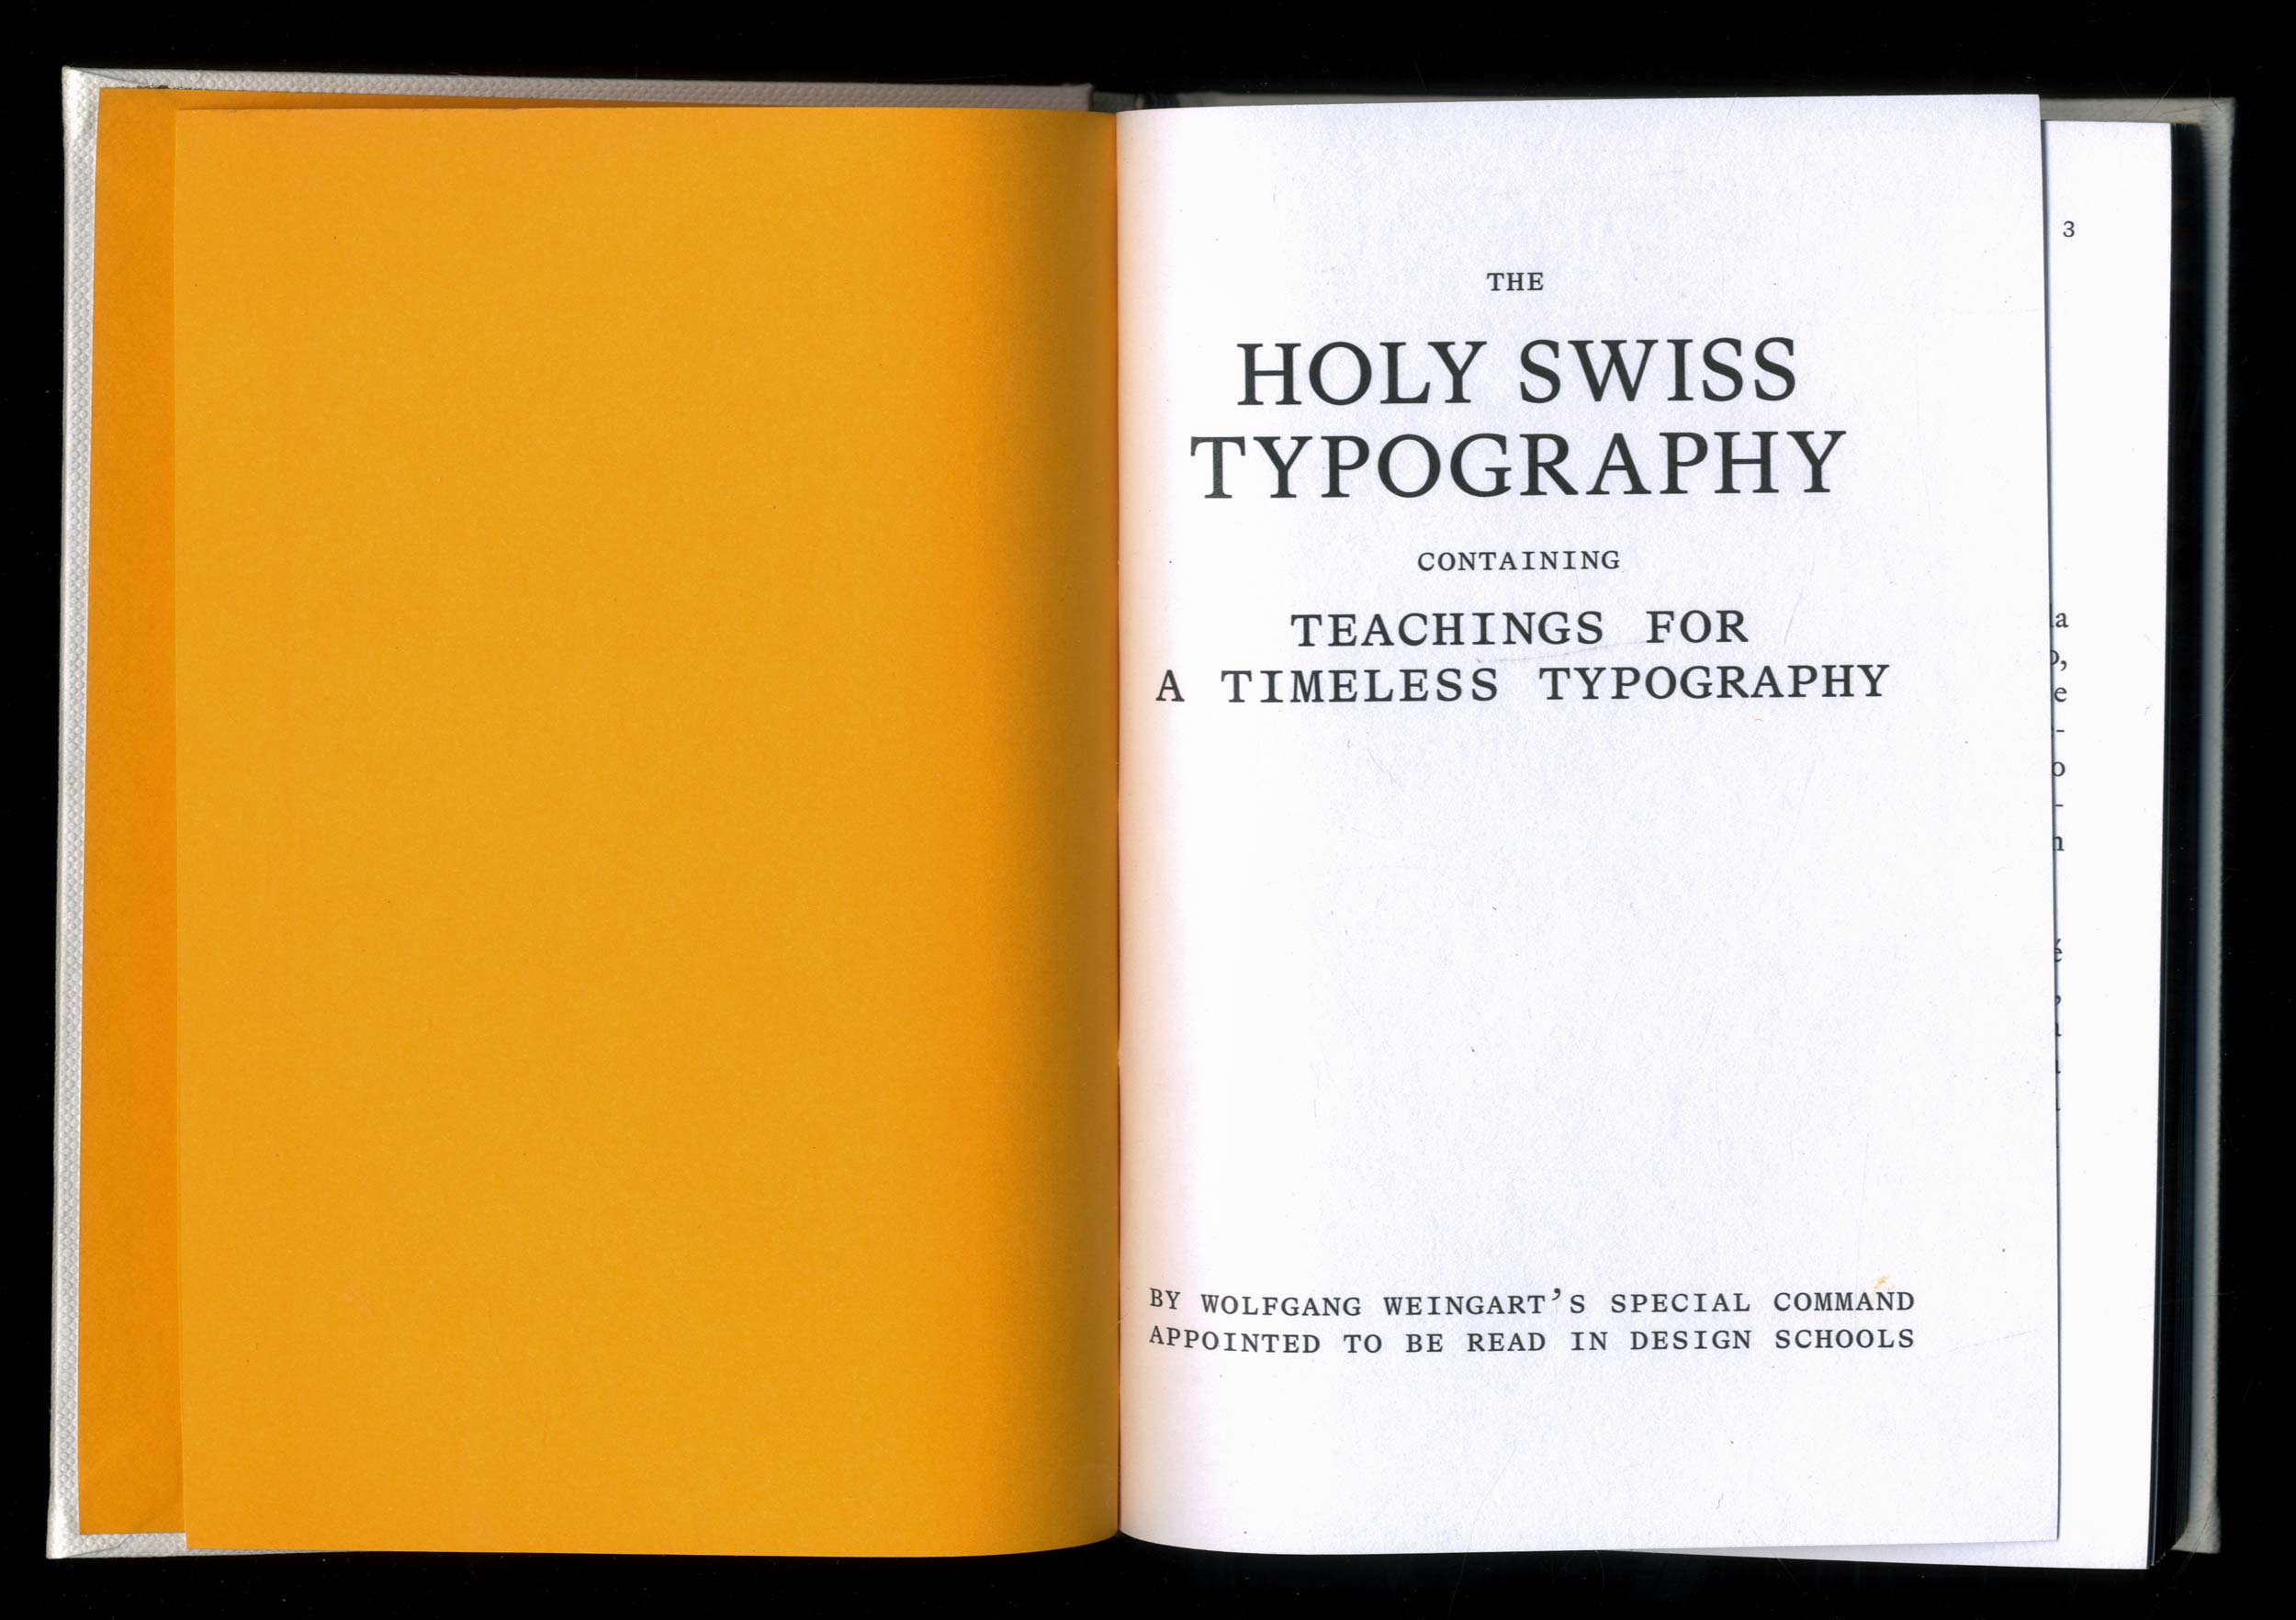 THE
HOLY SWISS
TYPOGRAPHY
CONTAINING
TEACHINGS FOR
A TIMELESS TYPOGRAPHY
BY WOLFGANG WEINGART'S SPECIAL COMMAND
APPOINTED TO BE READ IN DESIGN SCHOOLS
3